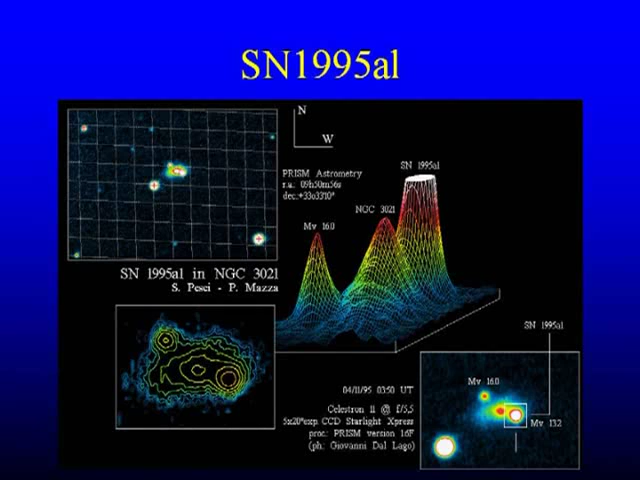 SN1995al
N
W
SN 1995al
PRISM Astrometry
r.a.: 09h50m56s
dec.:+33o33'10"
NGC 3021
Mv 16.0
SN 1995al in NGC 3021
S. Pesci - P. Mazza
SN 1995al
04/11/95 03:50 UT
Mv 16.0
Celestron 11 @ f/5,5
5x20"exp CCD Starlight Xpress
proc.: PRISM version 1.6F
(ph: Giovanni Dal Lago)
Mv 13.2